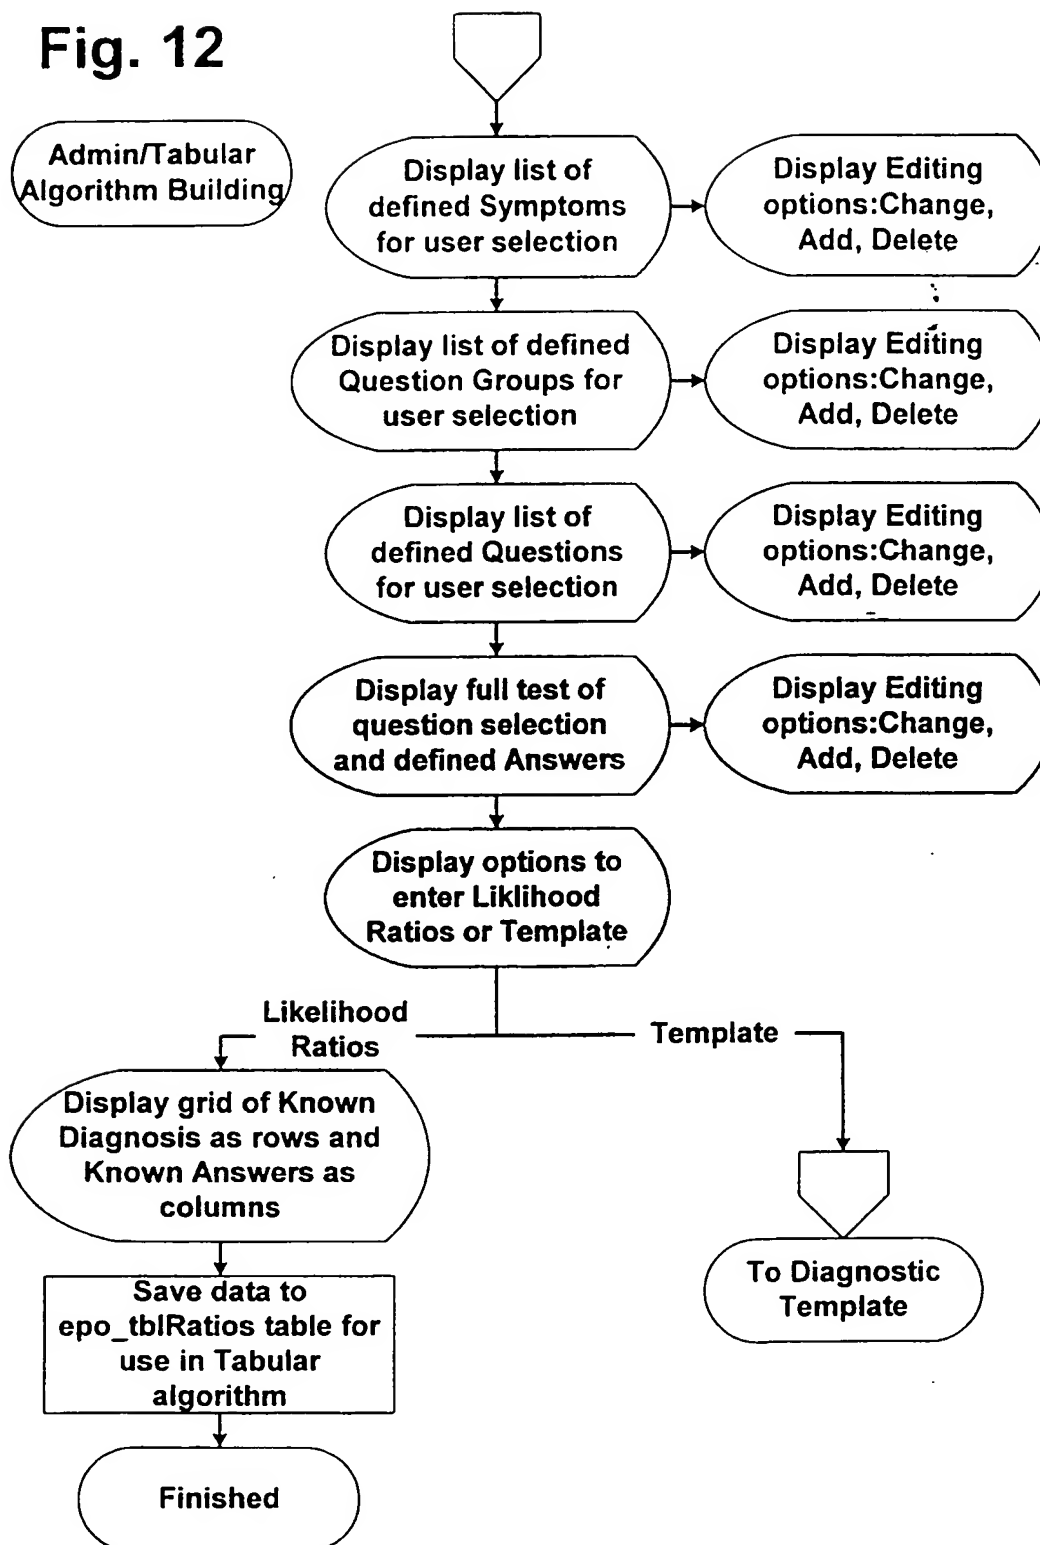 Fig. 12
Admin/Tabular
Algorithm Building
Display list of
defined Symptoms
for user selection
Display Editing
options:Change,
Add, Delete
Display list of defined
Question Groups for
user selection
Display Editing
options:Change,
Add, Delete
Display list of
defined Questions
for user selection
Display Editing
options:Change,
Add, Delete
Display full test of
question selection
and defined Answers
Display Editing
options:Change,
Add, Delete
Display options to
enter Liklihood
Ratios or Template
Likelihood
Ratios
Template
Display grid of Known
Diagnosis as rows and
Known Answers as
columns
Save data to
epo_tblRatios table for
use in Tabular
algorithm
Finished
To Diagnostic
Template